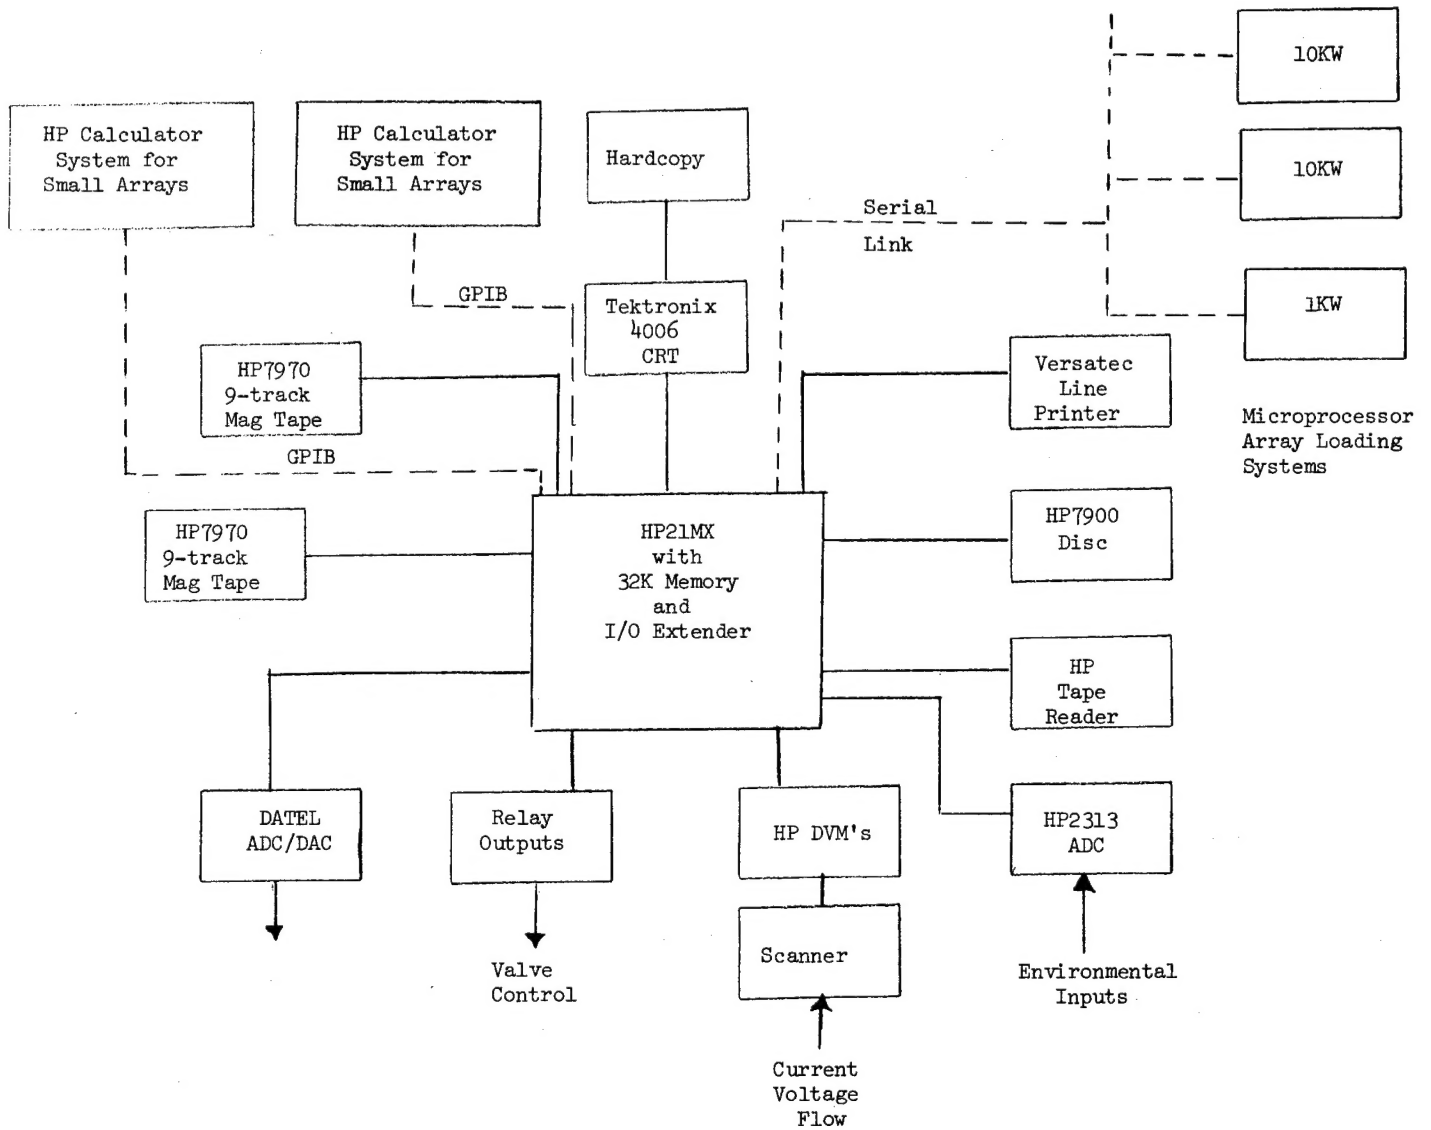 10KW
HP Calculator
System for
Small Arrays
HP Calculator
System for
Small Arrays
Hardcopy
10KW
Serial
Link
GPIB
Tektronix
4006
CRT
1KW
HP7970
9-track
Mag Tape
Versatec
Line
Printer
Microprocessor
Array Loading
Systems
GPIB
HP7970
9-track
Mag Tape
HP21MX
with
32K Memory
and
I/O Extender
HP7900
Disc
HP
Tape
Reader
DATEL
ADC/DAC
Relay
Outputs
HP DVM's
HP2313
ADC
Scanner
Valve
Control
Environmental
Inputs
Current
Voltage
Flow